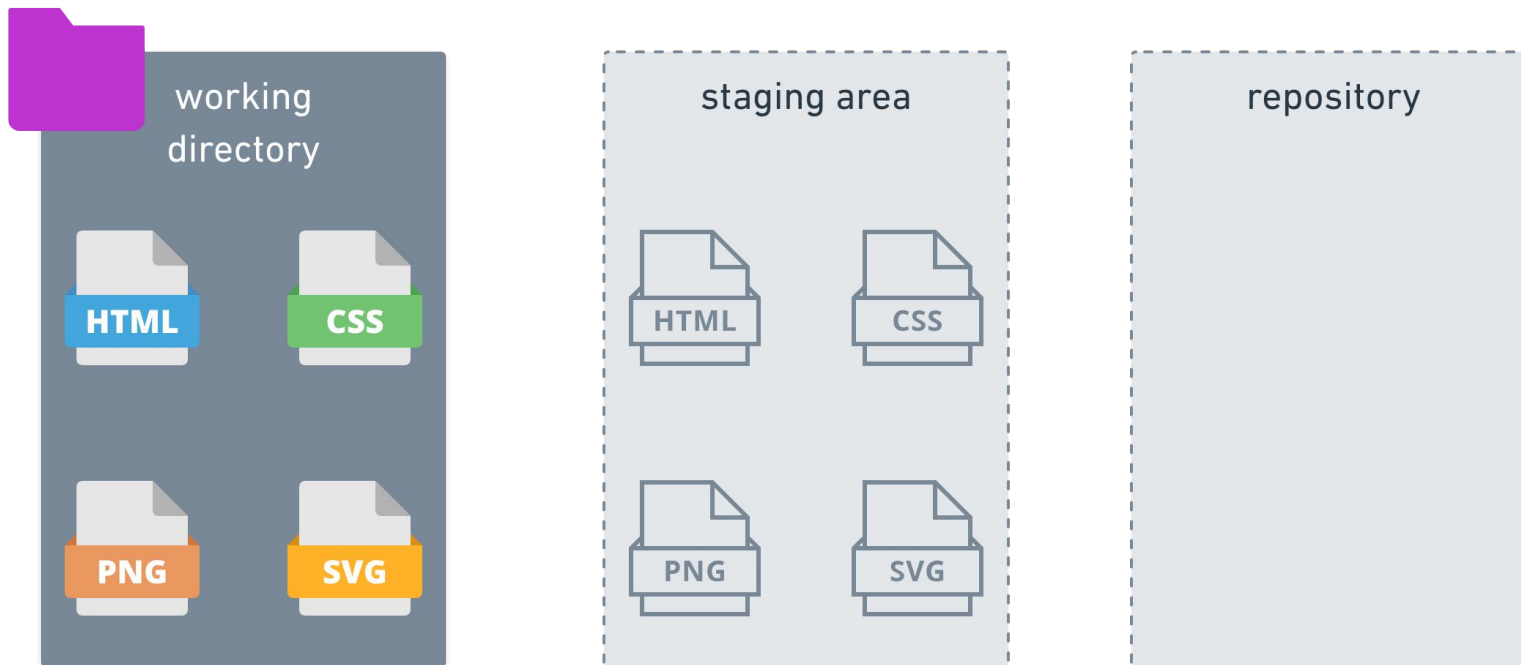 working
directory
HTML
CSS
PNG
SVG
staging area
HTML
CSS
PNG
SVG
repository